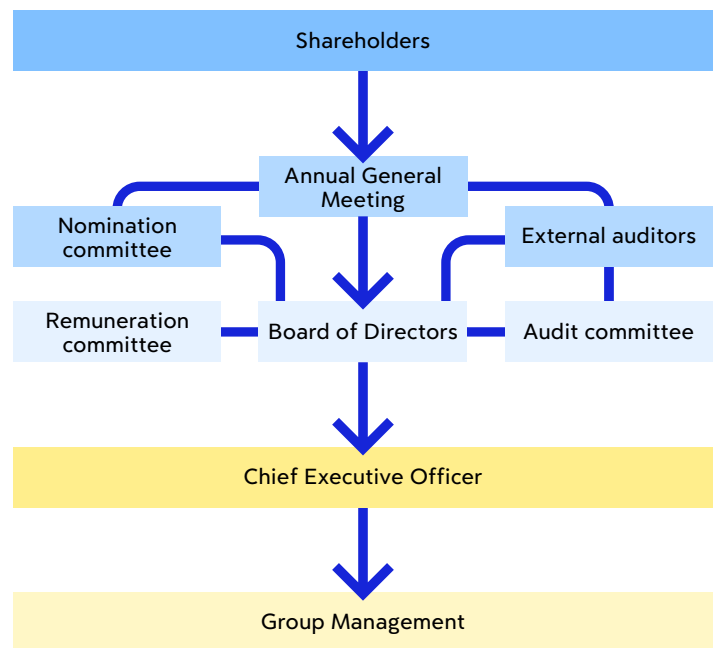 Shareholders
Annual General
Meeting
Nomination
committee
External auditors
Remuneration
committee
Board of Directors
Audit committee
Chief Executive Officer
Group Management